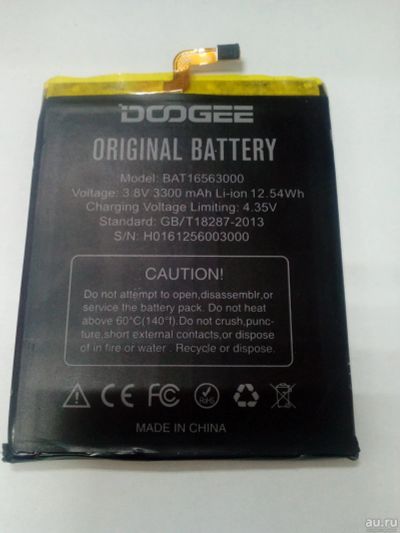 DOOGEE
ORIGINAL BATTERY
Model: BAT16563000
Voltage: 3.8V 3300 mAh Li-ion 12.54Wh
Charging Voltage Limiting: 4.35V
Standard: GB/T18287-2013
S/N: H0161256003000
CAUTION!
Do not attempt to open,disassemblr,or
service the battery pack. Do not heat
above 60°C(140°f).Do not crush,punc-
ture,short external contacts,or dispose
of in fire or water . Recycle or dispose.
CE FC RoHS
MADE IN CHINA
au.ru